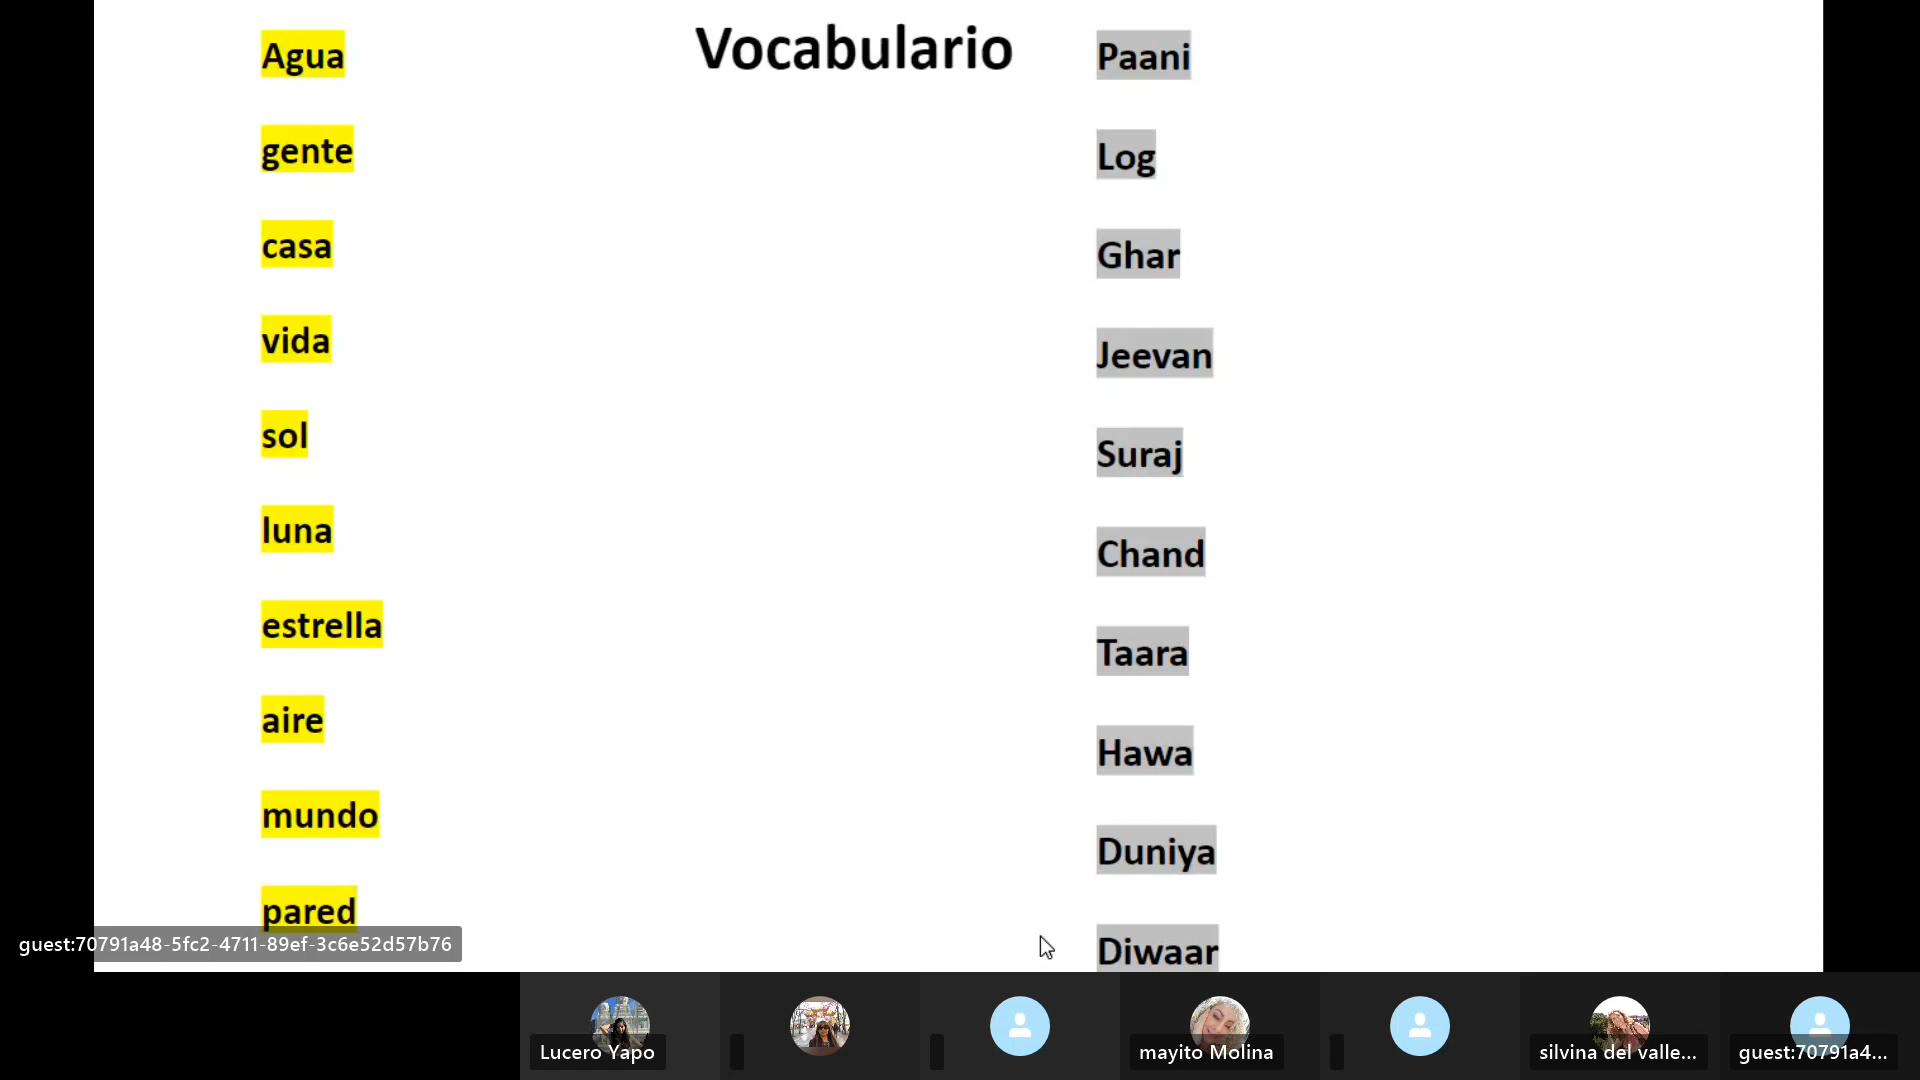 Vocabulario
Agua
gente
casa
vida
sol
luna
estrella
aire
mundo
pared
Paani
Log
Ghar
Jeevan
Suraj
Chand
Taara
Hawa
Duniya
Diwaar
guest:70791a48-5fc2-4711-89ef-3c6e52d57b76
Lucero Yapo
mayito Molina
silvina del valle...
guest:70791a4...